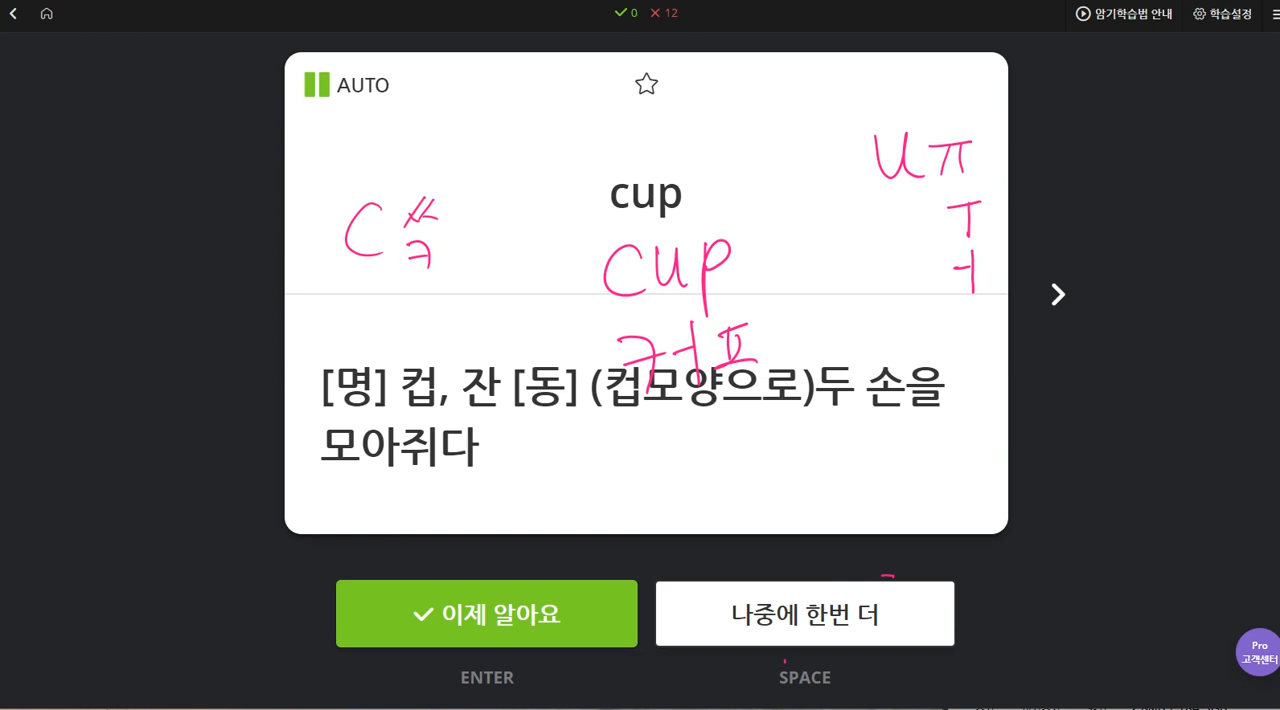 0 12 암기학습법 안내 학습설정
AUTO
cup
[명] 컵, 잔 [동] (컵모양으로)두 손을
모아쥐다
C ㅆ
ㅋ
cup
커프
u ㅠ
ㅜ
ㅓ
이제 알아요
나중에 한번 더
ENTER
SPACE
Pro
고객센터